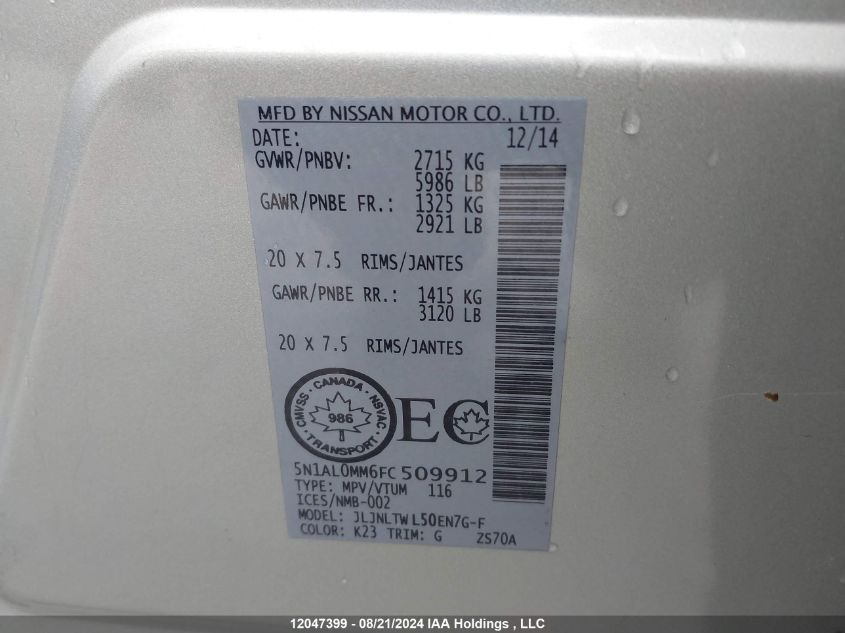 MFD BY NISSAN MOTOR CO., LTD.
DATE: 12/14
GVWR/PNBV: 2715 KG
5986 LB
GAWR/PNBE FR.: 1325 KG
2921 LB
20 X 7.5 RIMS/JANTES
GAWR/PNBE RR.: 1415 KG
3120 LB
20 X 7.5 RIMS/JANTES
CMVSS · CANADA · NSVAC
986
· TRANSPORT ·
EC
5N1AL0MM6FC509912
TYPE: MPV/VTUM 116
ICES/NMB-002
MODEL: JLJNLTWL50EN7G-F
COLOR: K23 TRIM: G ZS70A
12047399 - 08/21/2024 IAA Holdings , LLC